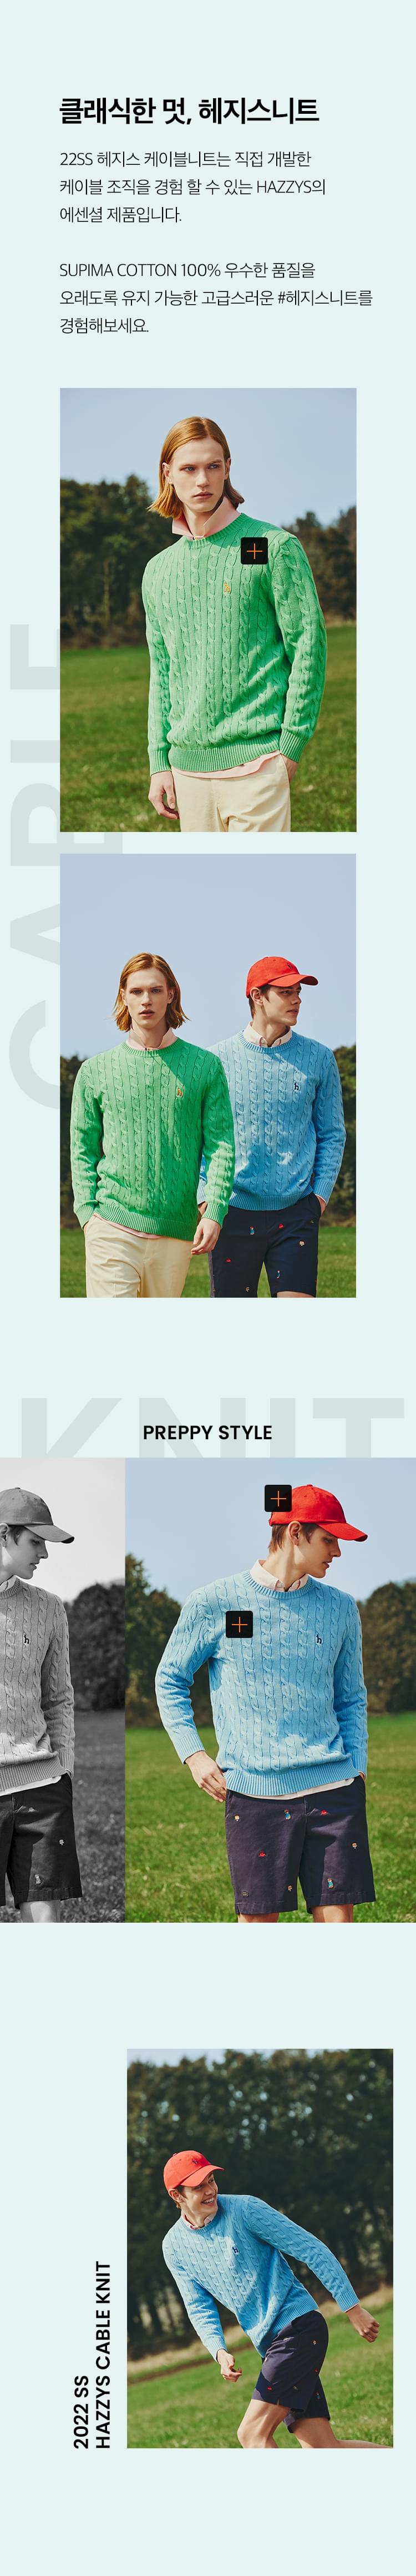 클래식한 멋, 헤지스니트
22SS 헤지스 케이블니트는 직접 개발한
케이블 조직을 경험 할 수 있는 HAZZYS의
에센셜 제품입니다.
SUPIMA COTTON 100% 우수한 품질을
오래도록 유지 가능한 고급스러운 #헤지스니트를
경험해보세요.
CABLE
KNIT
PREPPY STYLE
2022 SS
HAZZYS CABLE KNIT